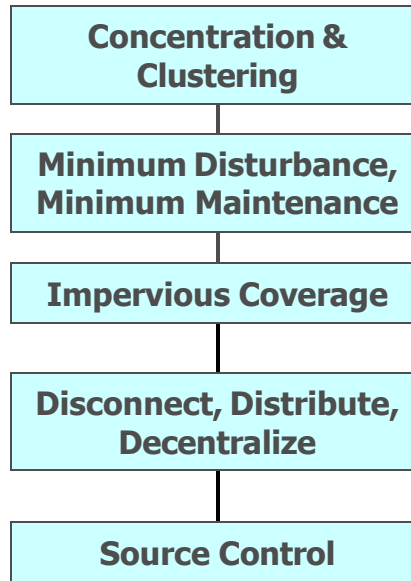 Concentration &
Clustering
Minimum Disturbance,
Minimum Maintenance
Impervious Coverage
Disconnect, Distribute,
Decentralize
Source Control